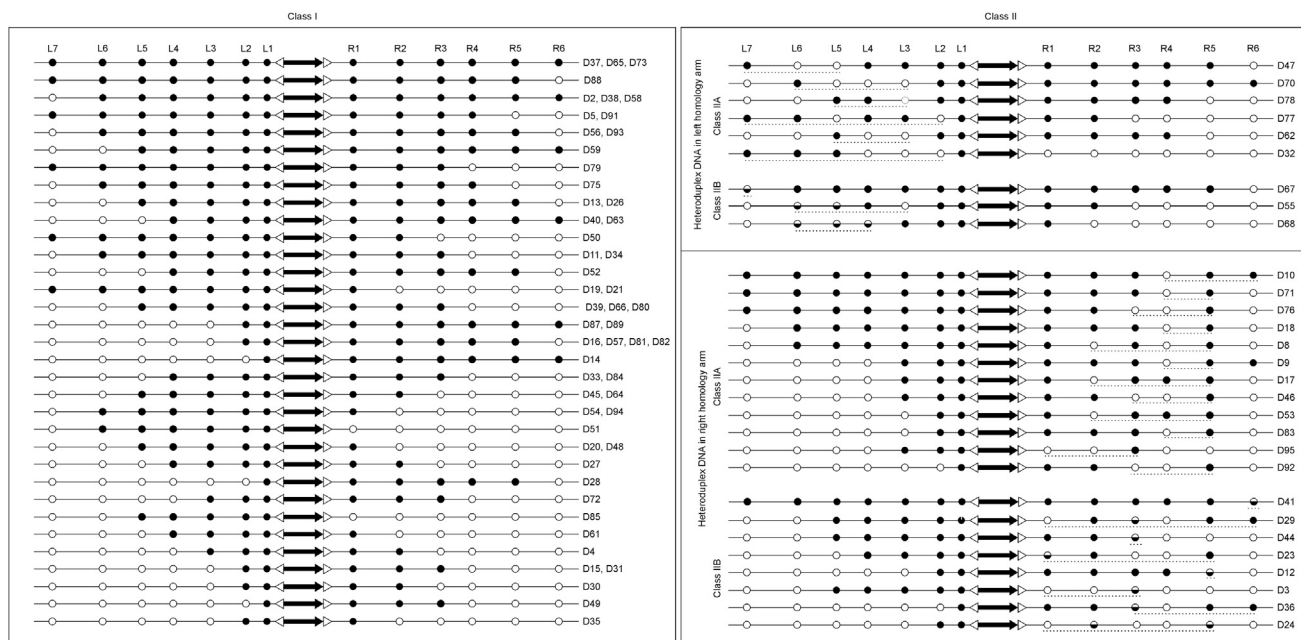 Class I
L7 L6 L5 L4 L3 L2 L1 R1 R2 R3 R4 R5 R6
D37, D65, D73
D88
D2, D38, D58
D5, D91
D56, D93
D59
D79
D75
D13, D26
D40, D63
D50
D11, D34
D52
D19, D21
D39, D66, D80
D87, D89
D16, D57, D81, D82
D14
D33, D84
D45, D64
D54, D94
D51
D20, D48
D27
D28
D72
D85
D61
D4
D15, D31
D30
D49
D35
Class II
L7 L6 L5 L4 L3 L2 L1 R1 R2 R3 R4 R5 R6
Heteroduplex DNA in left homology arm
Class IIA
D47
D70
D78
D77
D62
D32
Class IIB
D67
D55
D68
Heteroduplex DNA in right homology arm
Class IIA
D10
D71
D76
D18
D8
D9
D17
D46
D53
D83
D95
D92
Class IIB
D41
D29
D44
D23
D12
D3
D36
D24